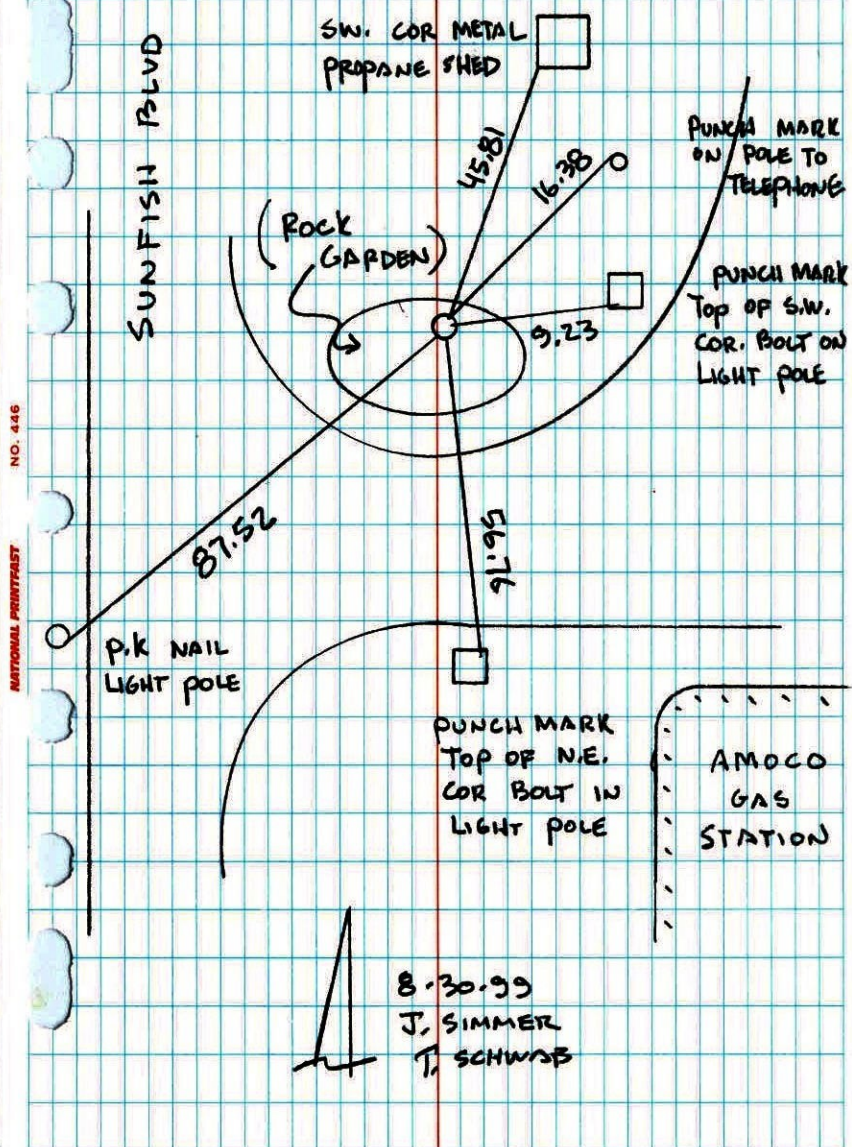 SUNFISH BLVD
SW. COR METAL
PROPANE SHED
45.81
16.38
PUNCH MARK
ON POLE TO
TELEPHONE
(ROCK
GARDEN)
9.23
PUNCH MARK
TOP OF S.W.
COR. BOLT ON
LIGHT POLE
NO. 446
NATIONAL PRINTFAST
87.52
P.K NAIL
LIGHT POLE
PUNCH MARK
TOP OF N.E.
COR BOLT IN
LIGHT POLE
AMOCO
GAS
STATION
8.30.99
J. SIMMER
T. SCHWAB